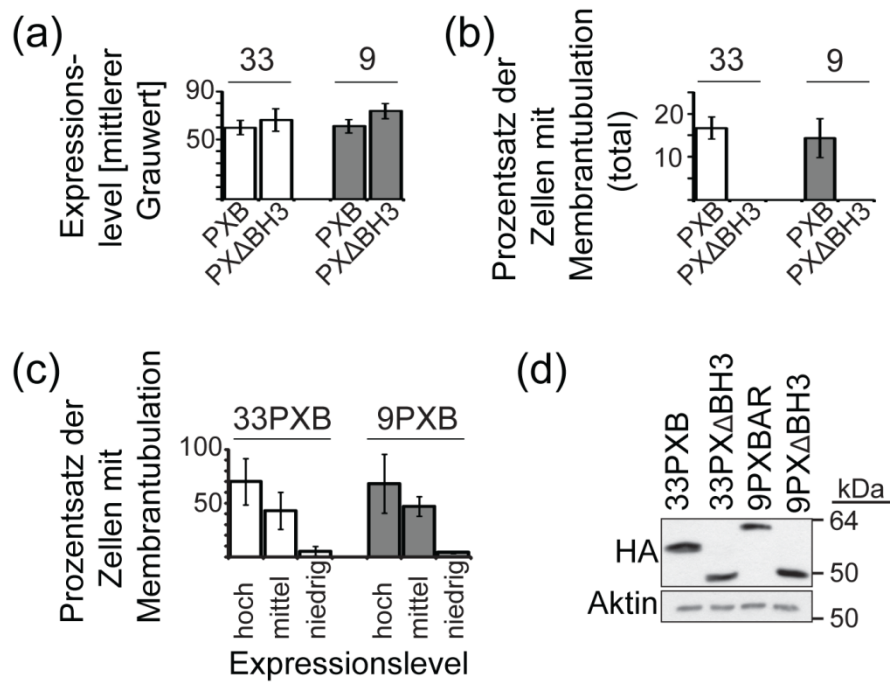 (a)
Expressions-
level [mittlerer
Grauwert]
33
9
90
50
PXB
PXΔBH3
PXB
PXΔBH3
(b)
Prozentsatz der
Zellen mit
Membrantubulation
(total)
33
9
20
15
PXB
PXΔBH3
PXB
PXΔBH3
(c)
Prozentsatz der
Zellen mit
Membrantubulation
33PXB
9PXB
100
50
hoch
mittel
niedrig
hoch
mittel
niedrig
Expressionslevel
(d)
33PXB
33PXΔBH3
9PXBAR
9PXΔBH3
kDa
HA
64
50
Aktin
50